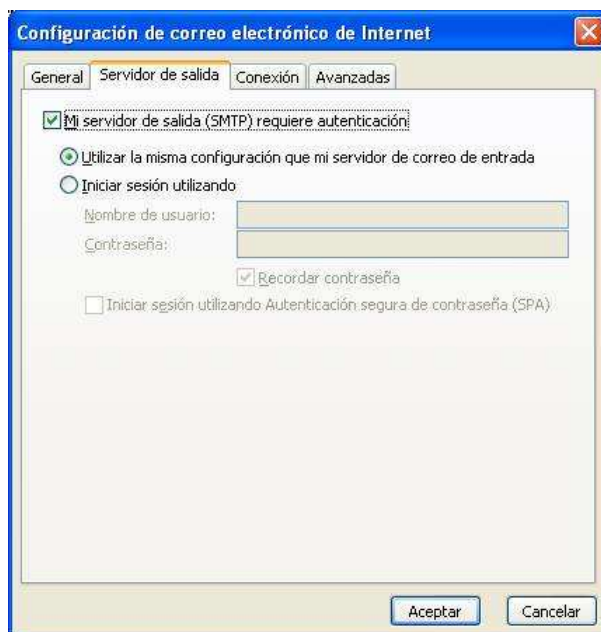 Configuración de correo electrónico de Internet
General Servidor de salida Conexión Avanzadas
Mi servidor de salida (SMTP) requiere autenticación
Utilizar la misma configuración que mi servidor de correo de entrada
Iniciar sesión utilizando
Nombre de usuario:
Contraseña:
Recordar contraseña
Iniciar sesión utilizando Autenticación segura de contraseña (SPA)
Aceptar Cancelar